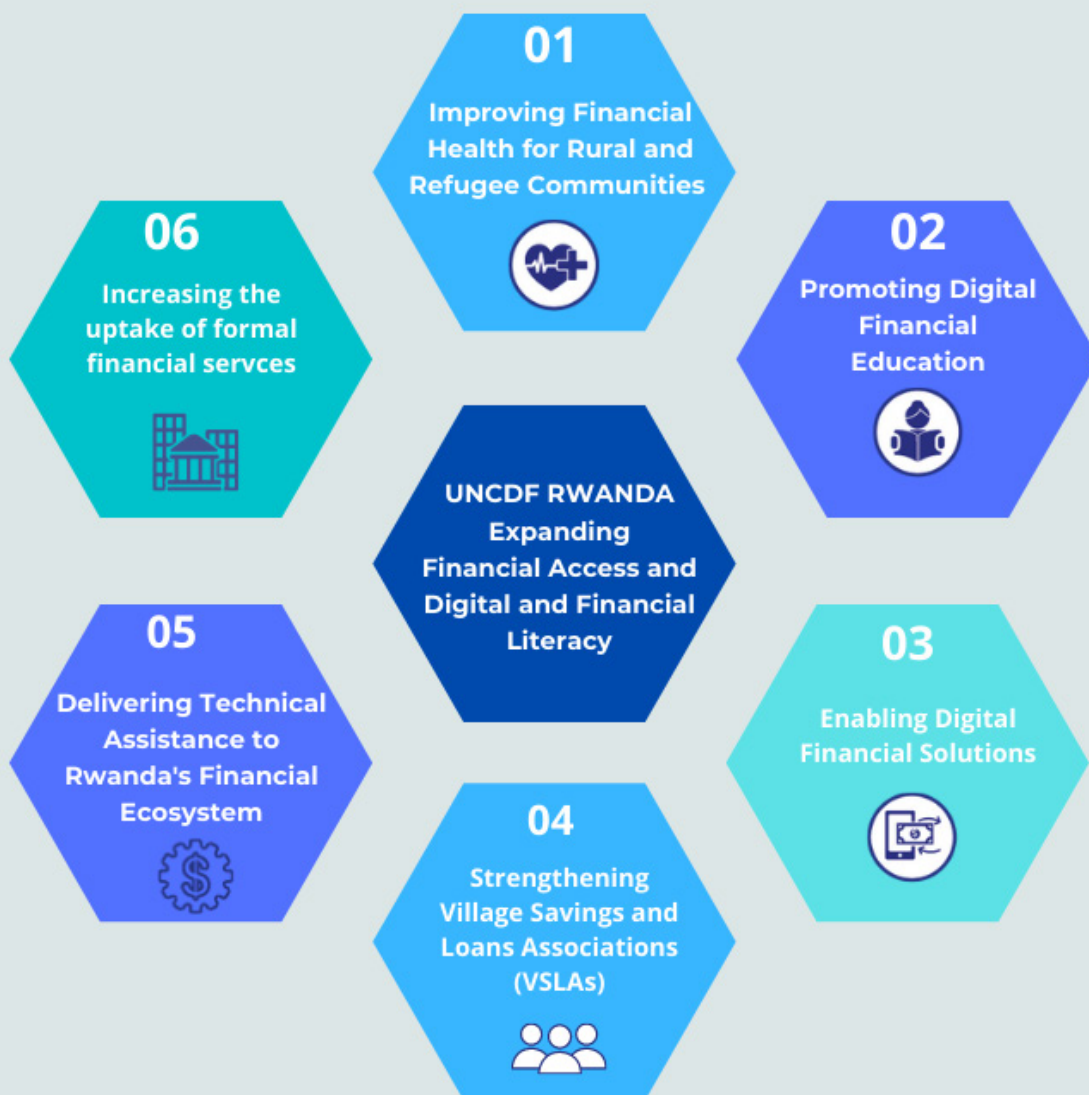 01
Improving Financial
Health for Rural and
Refugee Communities
02
Promoting Digital
Financial
Education
03
Enabling Digital
Financial Solutions
04
Strengthening
Village Savings and
Loans Associations
(VSLAs)
05
Delivering Technical
Assistance to
Rwanda's Financial
Ecosystem
06
Increasing the
uptake of formal
financial servces
UNCDF RWANDA
Expanding
Financial Access and
Digital and Financial
Literacy